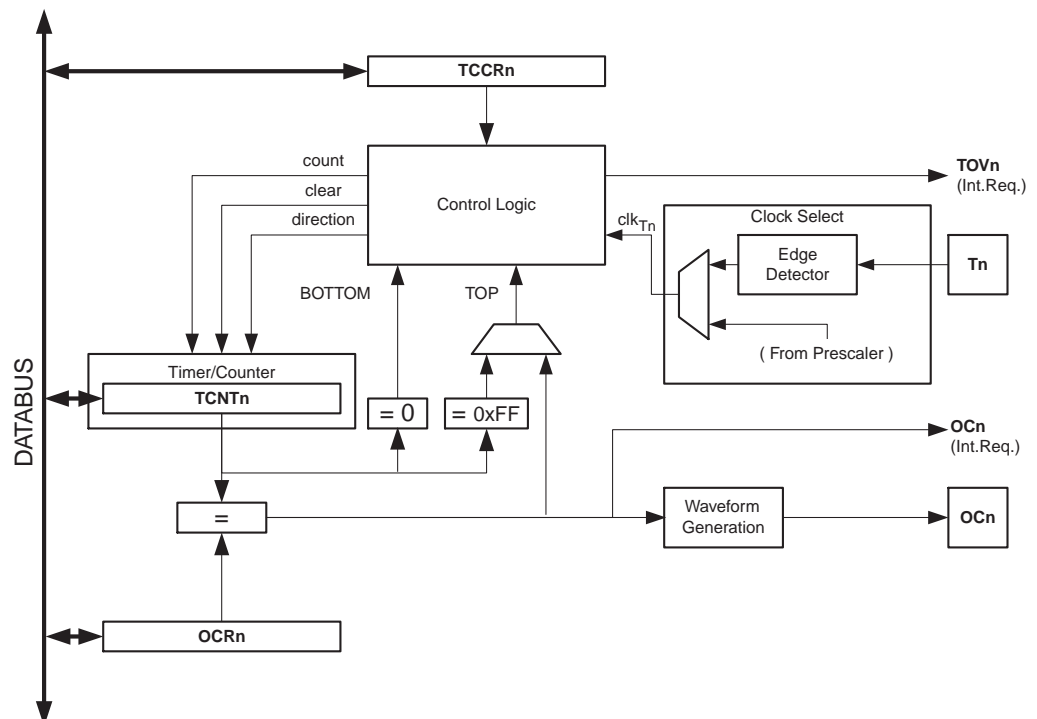 TCCRn
count
clear
direction
Control Logic
TOVn
(Int.Req.)
clkTn
Clock Select
Edge
Detector
Tn
( From Prescaler )
BOTTOM
TOP
DATABUS
Timer/Counter
TCNTn
= 0
= 0xFF
OCn
(Int.Req.)
=
Waveform
Generation
OCn
OCRn